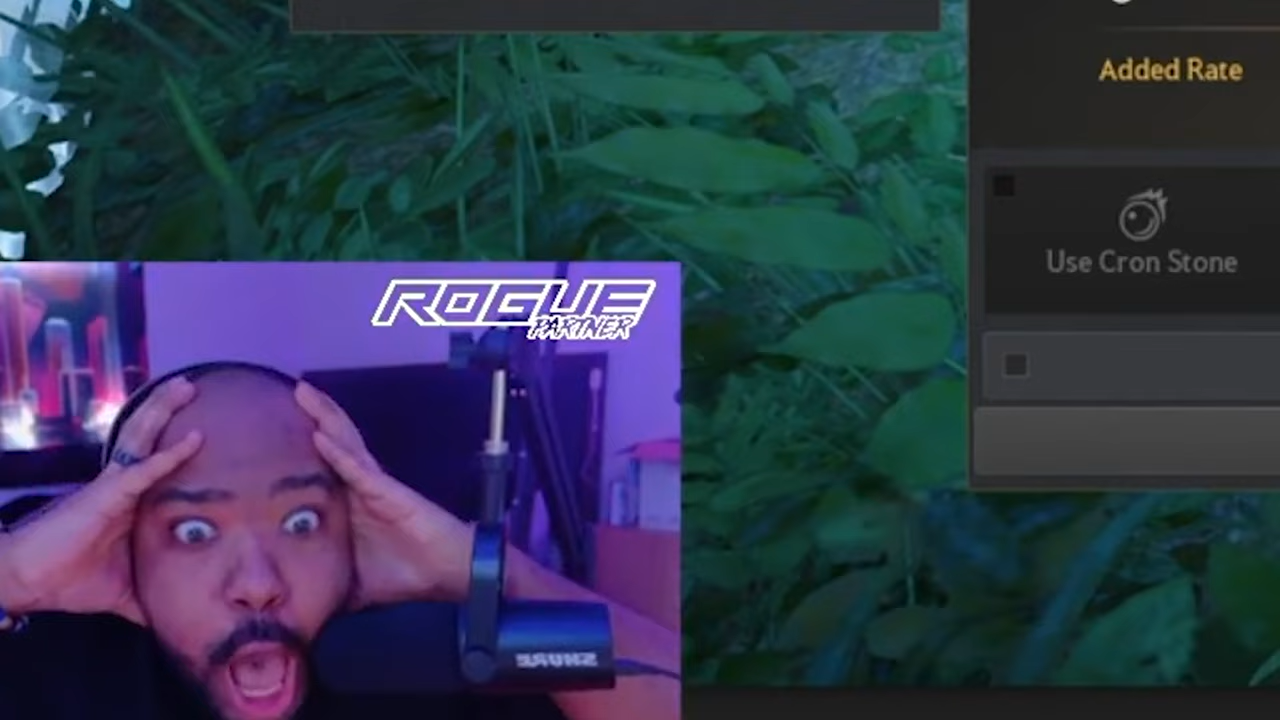 Added Rate
Use Cron Stone
ROGUE
PARTNER
SHURE